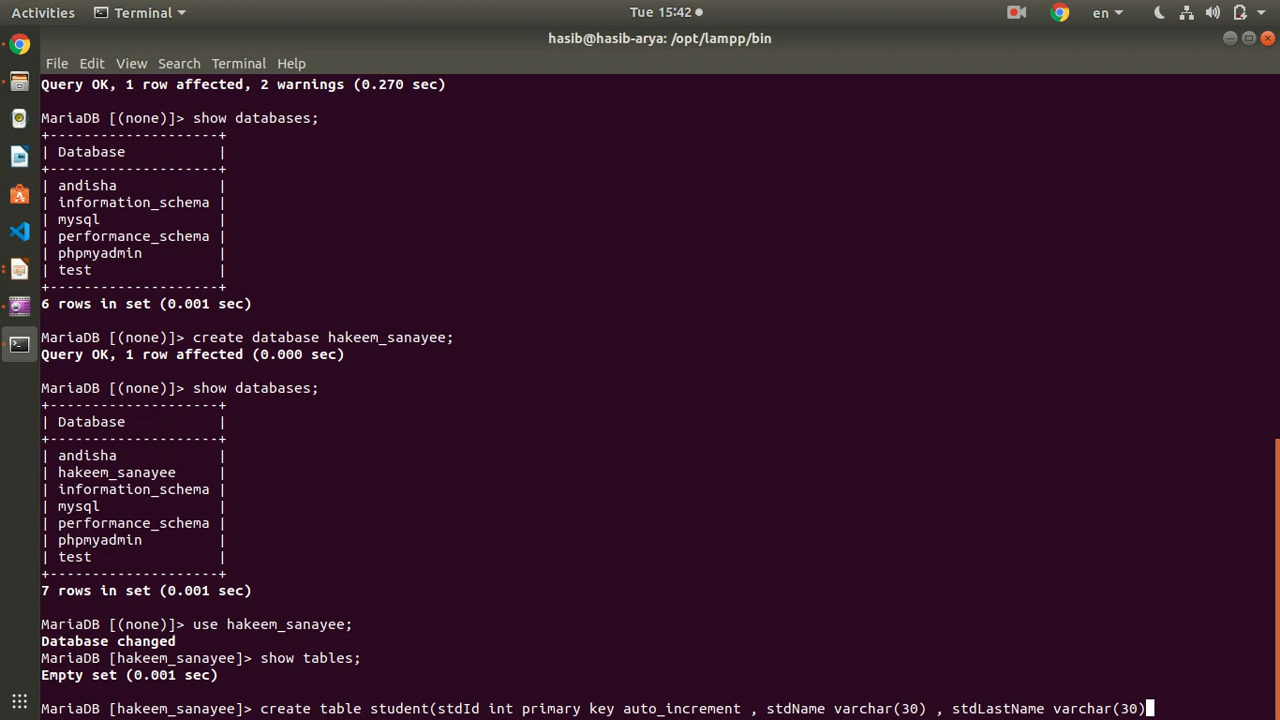 Activities Terminal Tue 15:42 en
hasib@hasib-arya: /opt/lampp/bin
File Edit View Search Terminal Help
Query OK, 1 row affected, 2 warnings (0.270 sec)
MariaDB [(none)]> show databases;
+--------------------+
| Database           |
+--------------------+
| andisha            |
| information_schema |
| mysql              |
| performance_schema |
| phpmyadmin         |
| test               |
+--------------------+
6 rows in set (0.001 sec)
MariaDB [(none)]> create database hakeem_sanayee;
Query OK, 1 row affected (0.000 sec)
MariaDB [(none)]> show databases;
+--------------------+
| Database           |
+--------------------+
| andisha            |
| hakeem_sanayee     |
| information_schema |
| mysql              |
| performance_schema |
| phpmyadmin         |
| test               |
+--------------------+
7 rows in set (0.001 sec)
MariaDB [(none)]> use hakeem_sanayee;
Database changed
MariaDB [hakeem_sanayee]> show tables;
Empty set (0.001 sec)
MariaDB [hakeem_sanayee]> create table student(stdId int primary key auto_increment , stdName varchar(30) , stdLastName varchar(30)